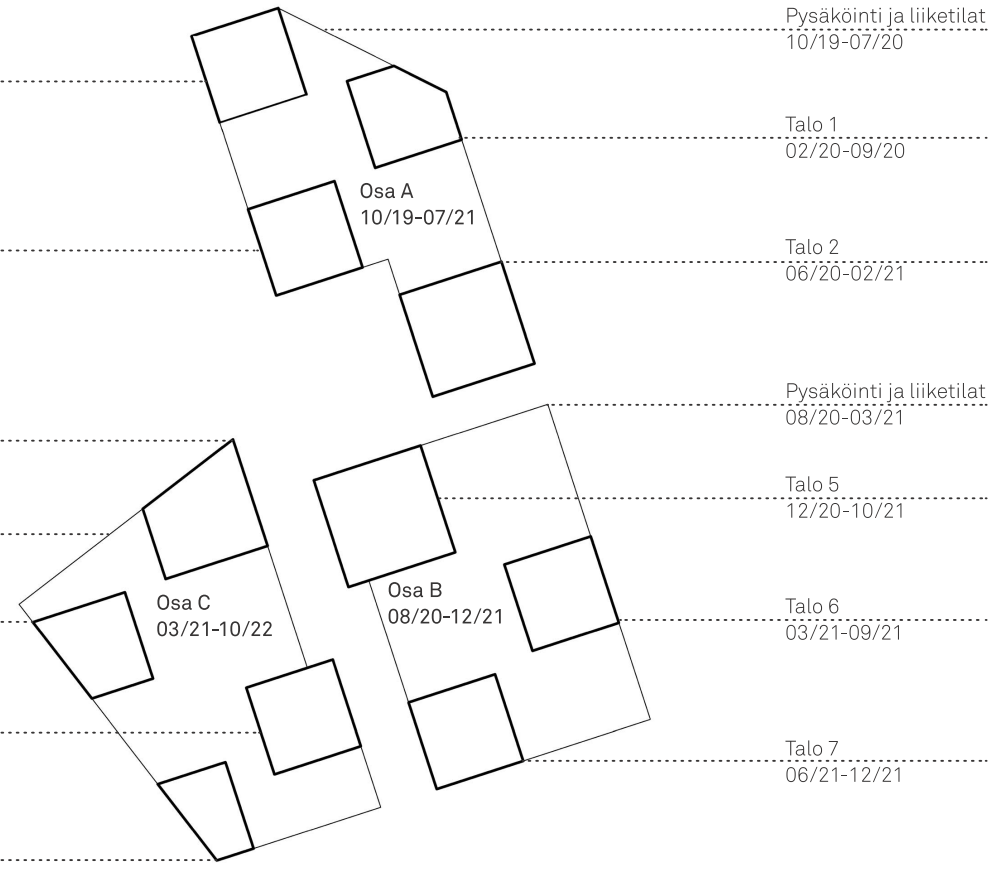 Pysäköinti ja liiketilat
10/19-07/20
Talo 1
02/20-09/20
Osa A
10/19-07/21
Talo 2
06/20-02/21
Pysäköinti ja liiketilat
08/20-03/21
Talo 5
12/20-10/21
Osa B
08/20-12/21
Osa C
03/21-10/22
Talo 6
03/21-09/21
Talo 7
06/21-12/21